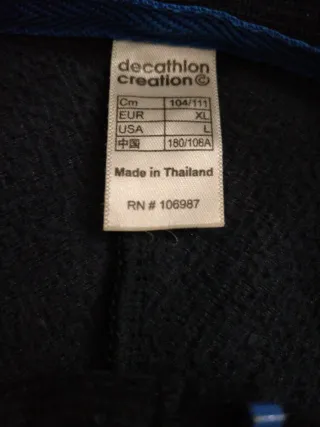 decathlon
creation©
Cm 104/111
EUR XL
USA L
中国 180/106A
Made in Thailand
RN # 106987